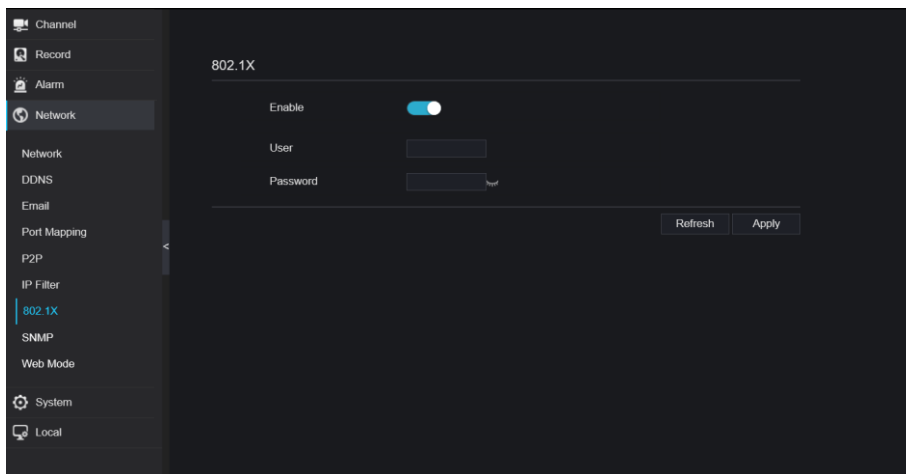 Channel
Record
Alarm
Network
Network
DDNS
Email
Port Mapping
P2P
IP Filter
802.1X
SNMP
Web Mode
System
Local
<
802.1X
Enable
User
Password
Refresh Apply